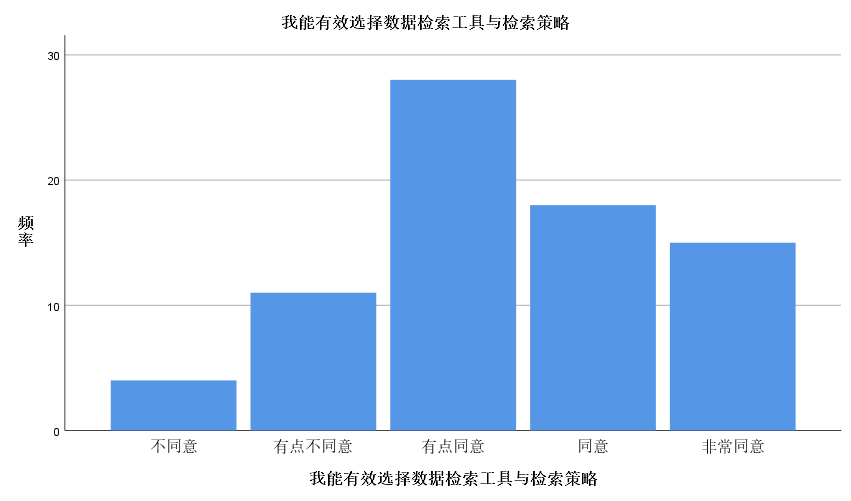 我能有效选择数据检索工具与检索策略
30
20
10
0
频率
不同意 有点不同意 有点同意 同意 非常同意
我能有效选择数据检索工具与检索策略